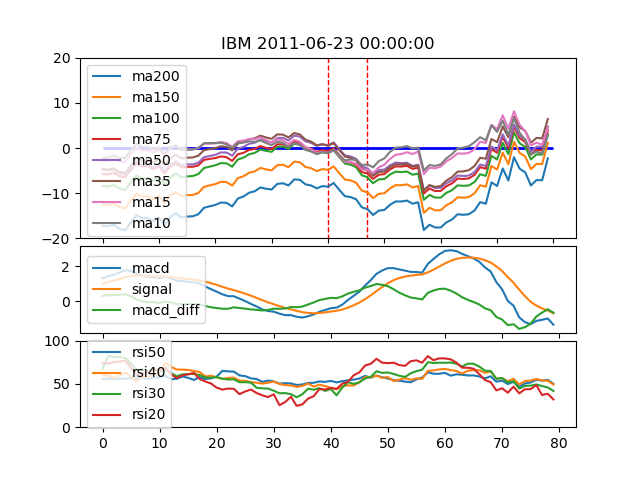 IBM 2011-06-23 00:00:00
20
10
0
−10
−20
ma200
ma150
ma100
ma75
ma50
ma35
ma15
ma10
2
0
macd
signal
macd_diff
100
50
0
rsi50
rsi40
rsi30
rsi20
0 10 20 30 40 50 60 70 80